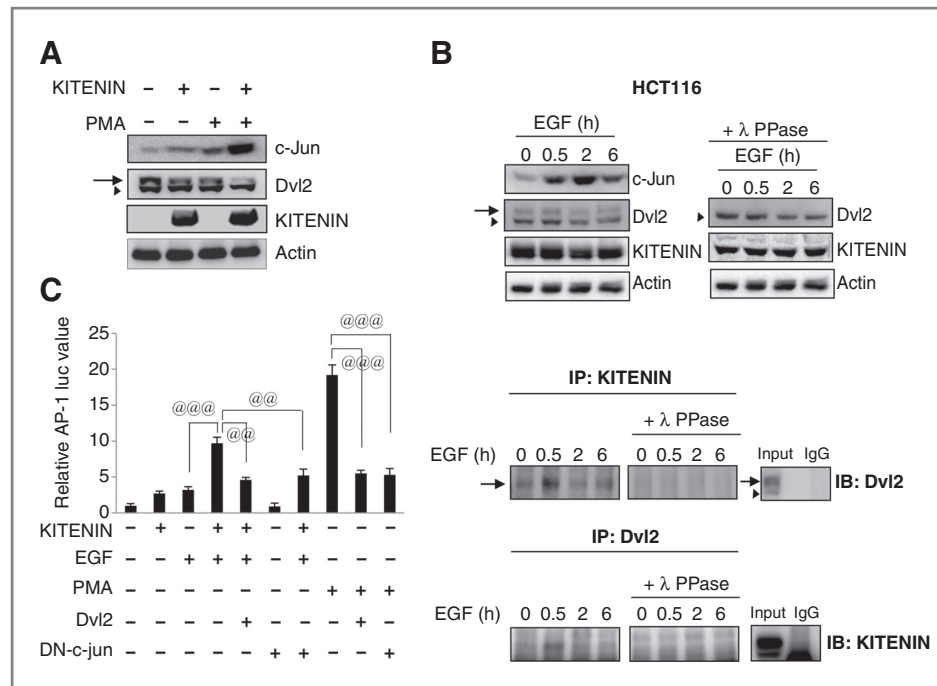 A
KITENIN – + – +
PMA – – + +
c-Jun
Dvl2
KITENIN
Actin
B
HCT116
EGF (h)
0 0.5 2 6
c-Jun
Dvl2
KITENIN
Actin
+ λ PPase
EGF (h)
0 0.5 2 6
Dvl2
KITENIN
Actin
IP: KITENIN
+ λ PPase
EGF (h) 0 0.5 2 6 0 0.5 2 6 Input IgG
IB: Dvl2
IP: Dvl2
+ λ PPase
EGF (h) 0 0.5 2 6 0 0.5 2 6 Input IgG
IB: KITENIN
C
Relative AP-1 luc value
25
20
15
10
5
0
@@@
@@
@@
@@@
@@@
KITENIN – + – + + – + – – –
EGF – – + + + – + – – –
PMA – – – – – – – + + +
Dvl2 – – – – + – – – + –
DN-c-jun – – – – – + + – – +